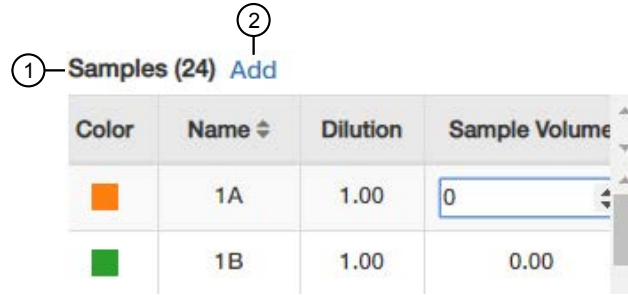 2
1 Samples (24) Add
Color Name Dilution Sample Volume
1A 1.00 0
1B 1.00 0.00